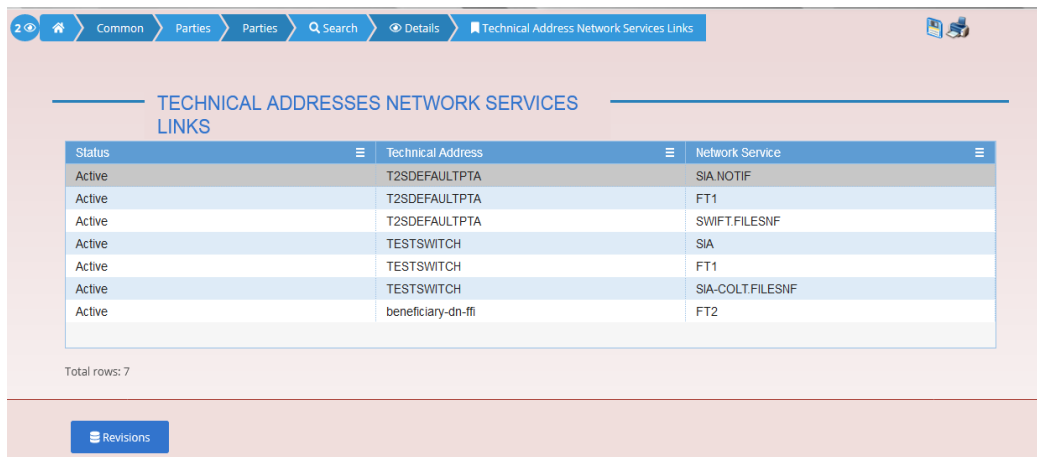 2 Common Parties Parties Search Details Technical Address Network Services Links
TECHNICAL ADDRESSES NETWORK SERVICES
LINKS
Status Technical Address Network Service
Active T2SDEFAULTPTA SIA.NOTIF
Active T2SDEFAULTPTA FT1
Active T2SDEFAULTPTA SWIFT.FILESNF
Active TESTSWITCH SIA
Active TESTSWITCH FT1
Active TESTSWITCH SIA-COLT.FILESNF
Active beneficiary-dn-ffi FT2
Total rows: 7
Revisions